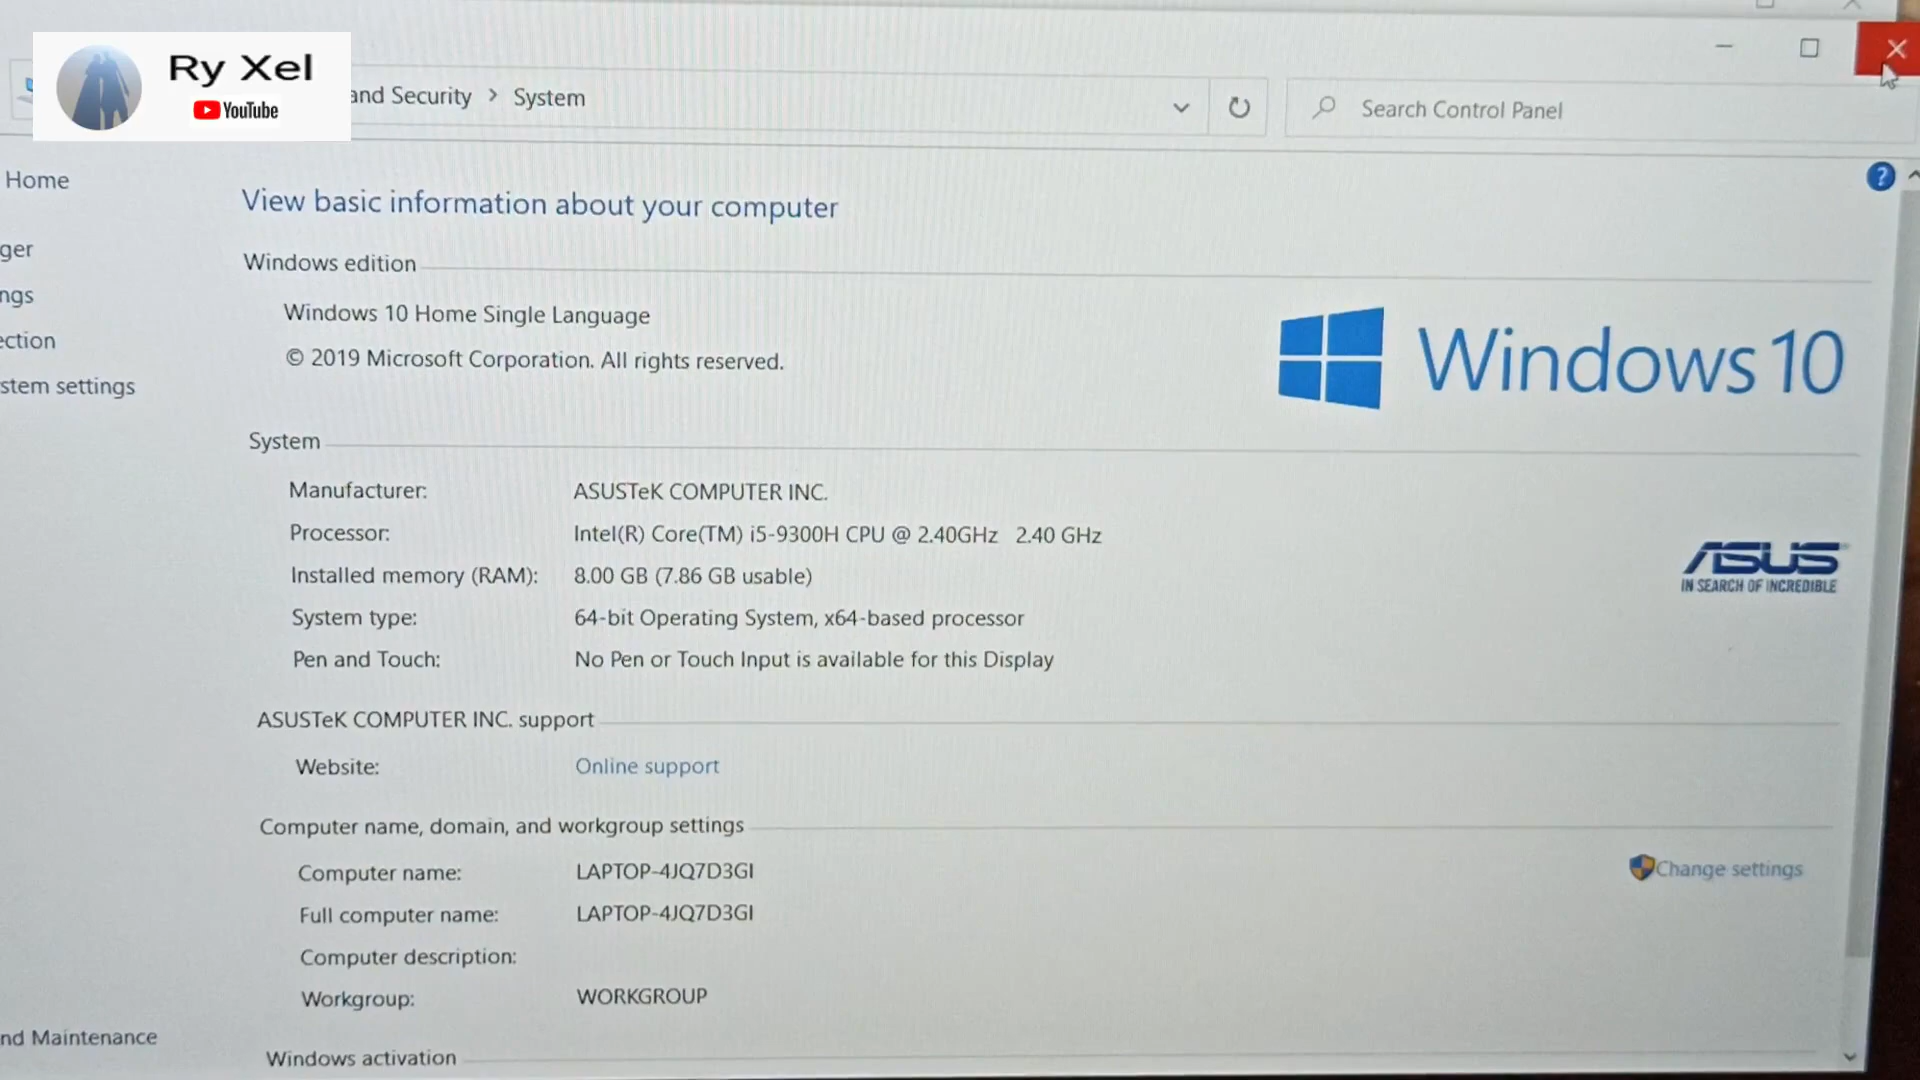 Ry Xel
YouTube
and Security > System
Search Control Panel
Home
ger
ngs
ection
stem settings
nd Maintenance
View basic information about your computer
Windows edition
Windows 10 Home Single Language
© 2019 Microsoft Corporation. All rights reserved.
Windows 10
System
Manufacturer: ASUSTeK COMPUTER INC.
Processor: Intel(R) Core(TM) i5-9300H CPU @ 2.40GHz 2.40 GHz
Installed memory (RAM): 8.00 GB (7.86 GB usable)
System type: 64-bit Operating System, x64-based processor
Pen and Touch: No Pen or Touch Input is available for this Display
ASUS
IN SEARCH OF INCREDIBLE
ASUSTeK COMPUTER INC. support
Website: Online support
Computer name, domain, and workgroup settings
Computer name: LAPTOP-4JQ7D3GI
Change settings
Full computer name: LAPTOP-4JQ7D3GI
Computer description:
Workgroup: WORKGROUP
Windows activation